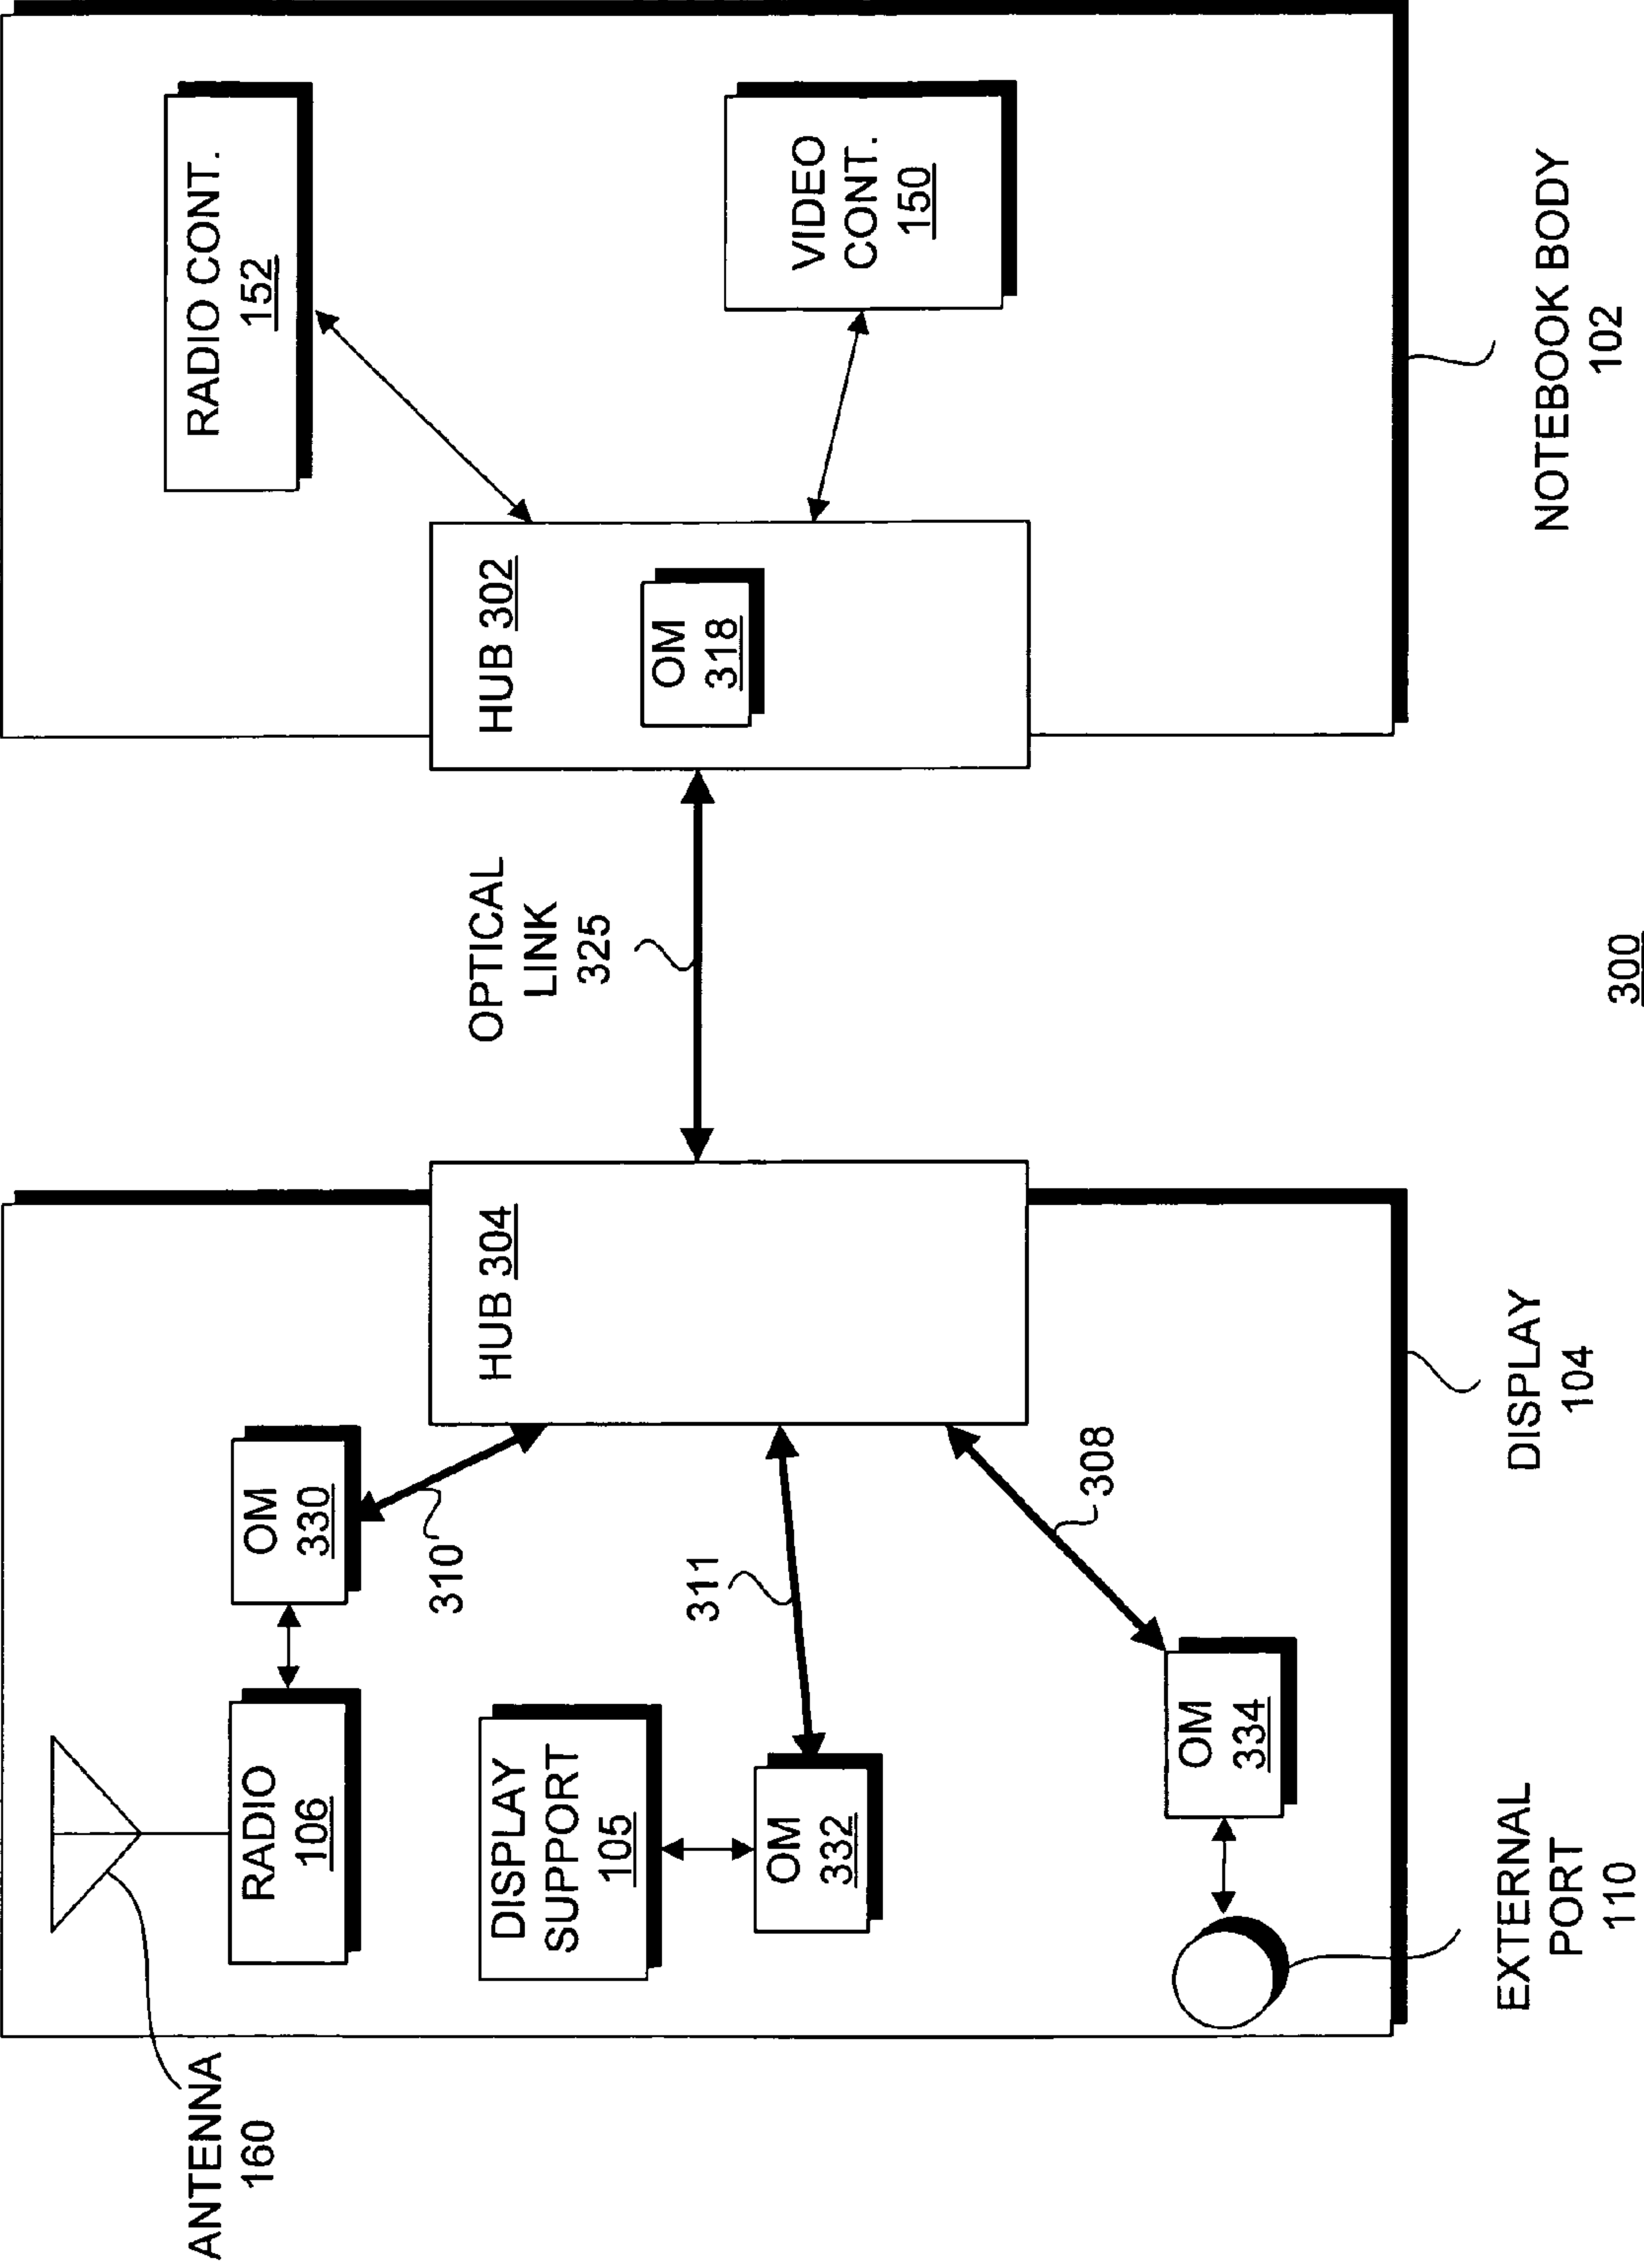 ANTENNA
160
RADIO
106
OM
330
310
DISPLAY
SUPPORT
105
OM
332
311
OM
334
308
EXTERNAL
PORT
110
DISPLAY
104
HUB 304
OPTICAL
LINK
325
HUB 302
OM
318
RADIO CONT.
152
VIDEO
CONT.
150
NOTEBOOK BODY
102
300